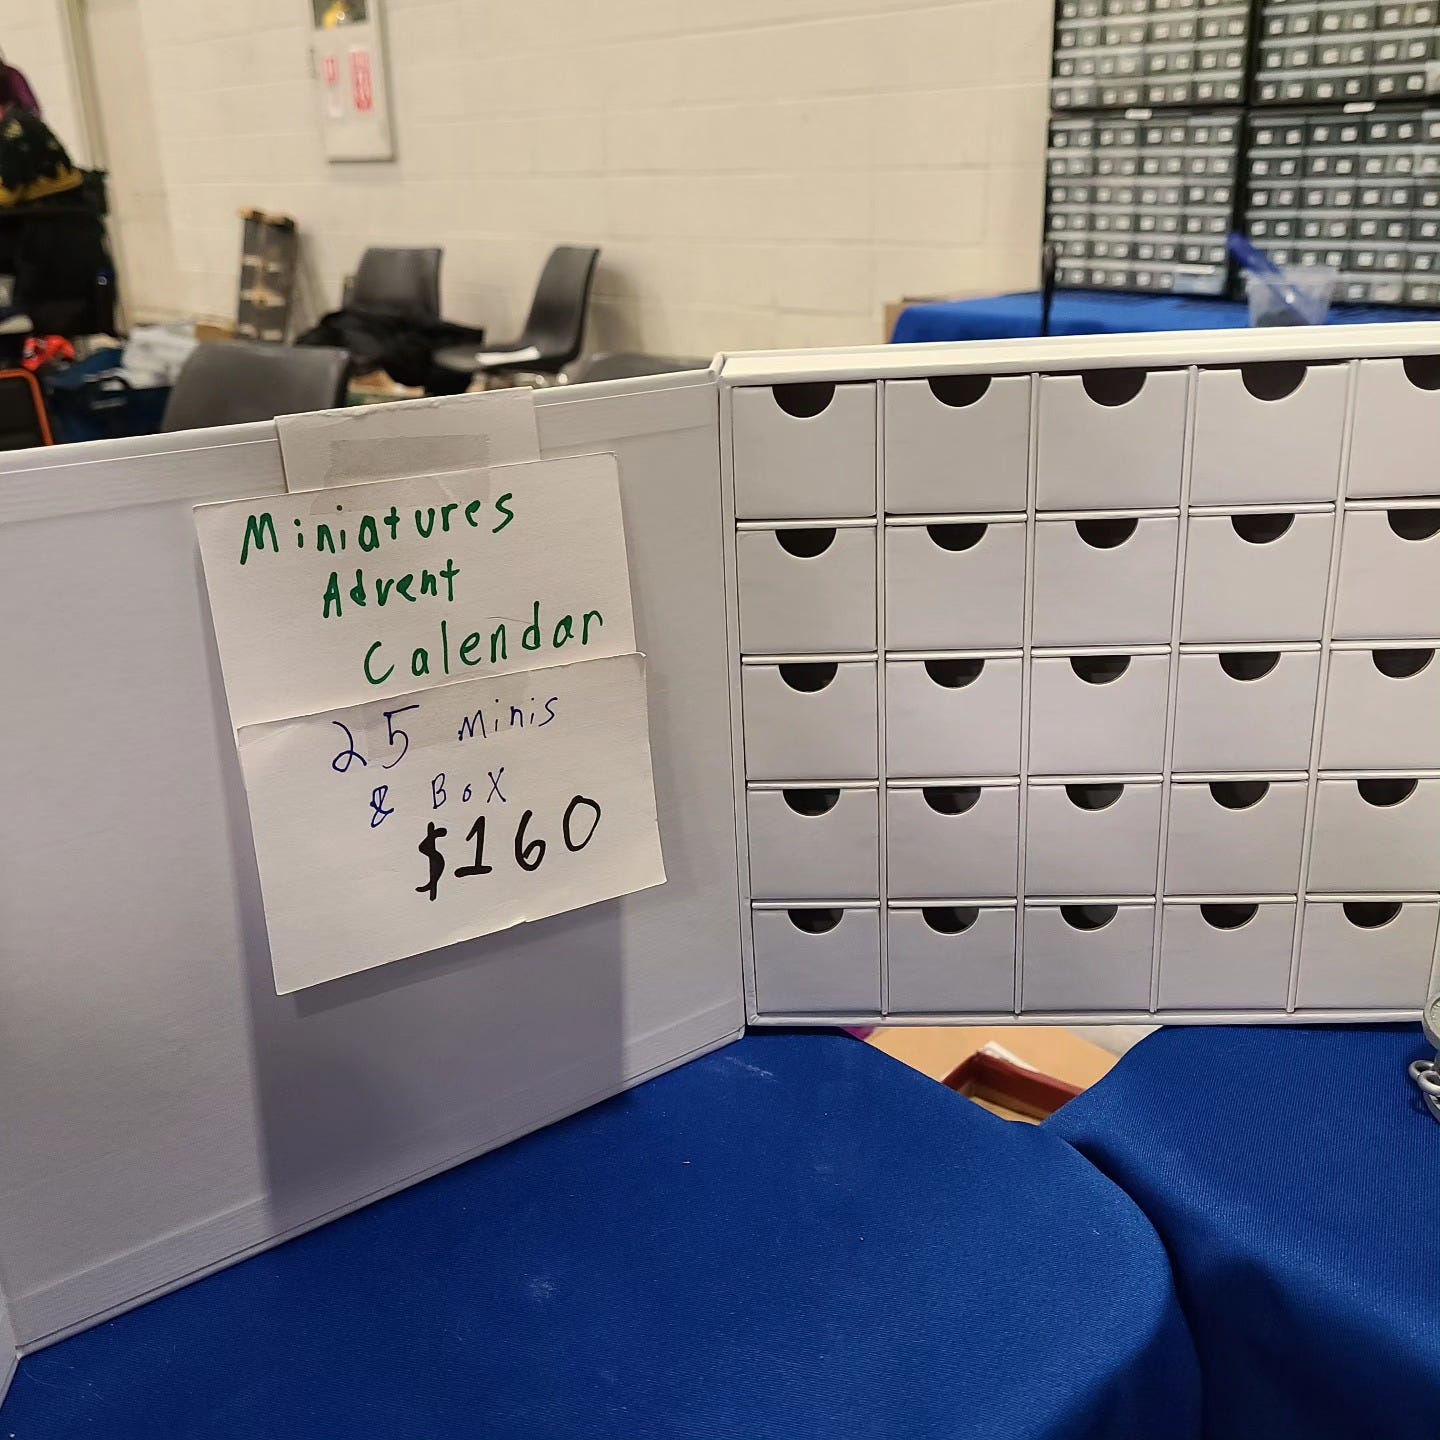 Miniatures
Advent
Calendar
25 Minis
& Box
$160